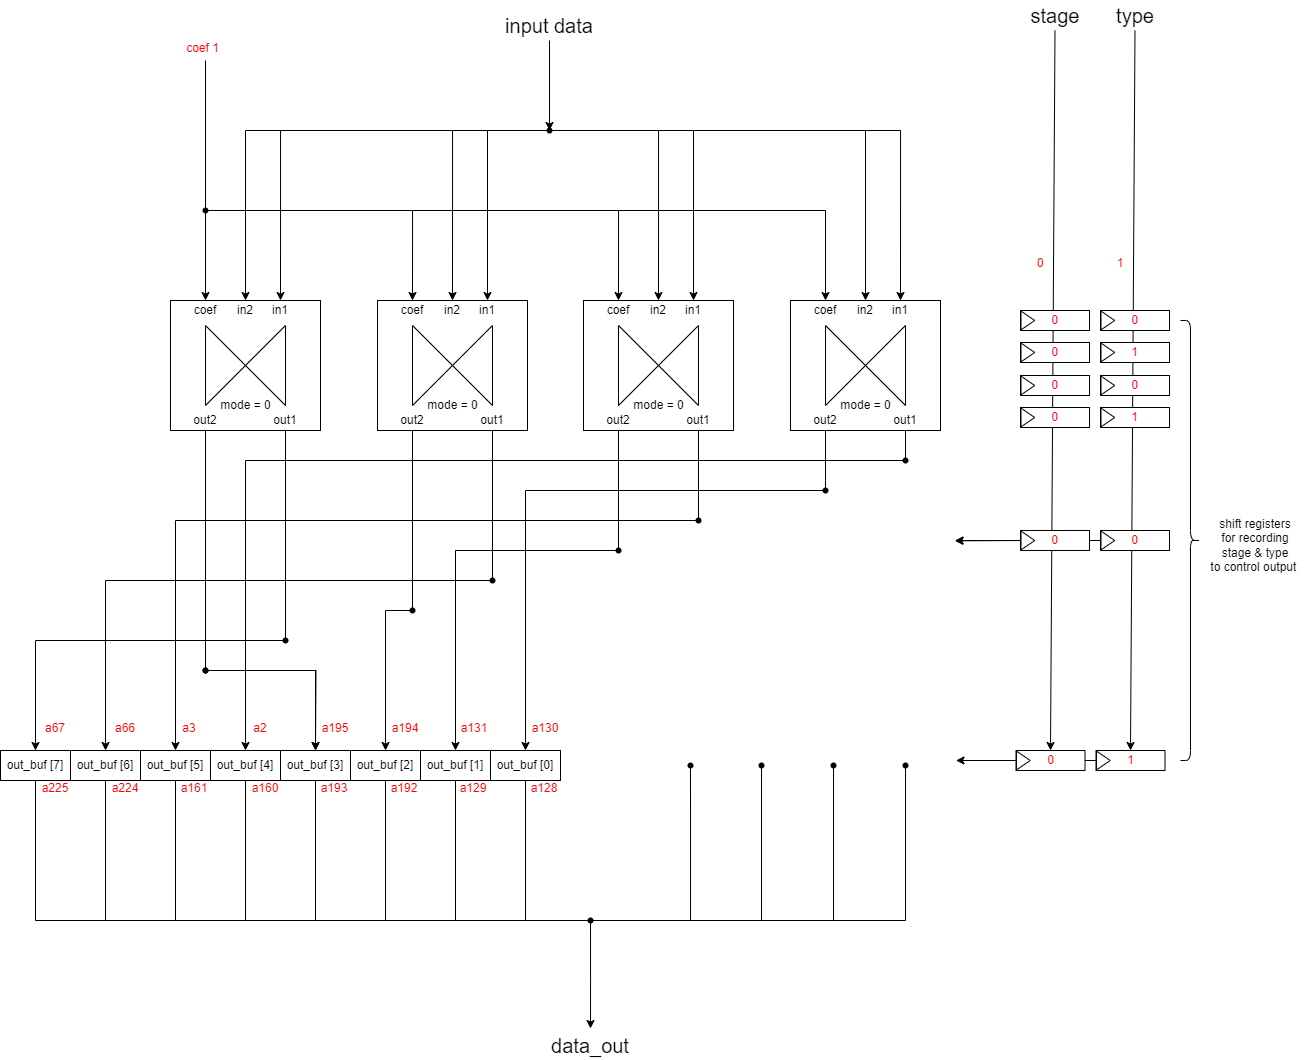 stage type
input data
coef 1
0 1
coef in2 in1 coef in2 in1 coef in2 in1 coef in2 in1
0 0
0 1
0 0
mode = 0 mode = 0 mode = 0 mode = 0
out2 out1 out2 out1 out2 out1 out2 out1
0 1
shift registers
for recording
stage & type
to control output
0 0
a67 a66 a3 a2 a195 a194 a131 a130
out_buf [7] out_buf [6] out_buf [5] out_buf [4] out_buf [3] out_buf [2] out_buf [1] out_buf [0]
0 1
a225 a224 a161 a160 a193 a192 a129 a128
data_out